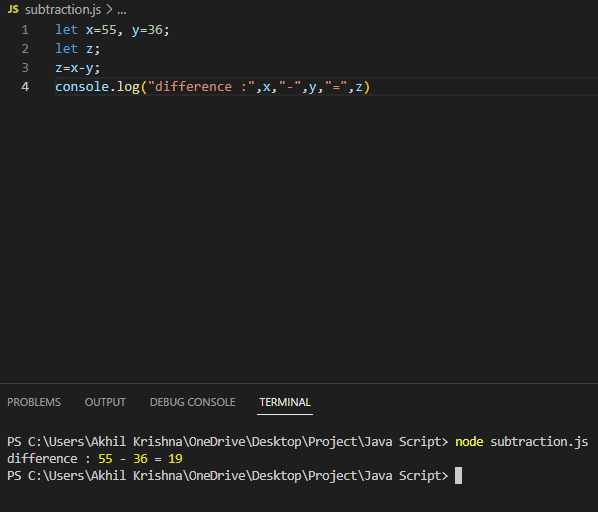 JS subtraction.js > ...
1 let x=55, y=36;
2 let z;
3 z=x-y;
4 console.log("difference :",x,"-",y,"=",z)
PROBLEMS OUTPUT DEBUG CONSOLE TERMINAL
PS C:\Users\Akhil Krishna\OneDrive\Desktop\Project\Java Script> node subtraction.js
difference : 55 - 36 = 19
PS C:\Users\Akhil Krishna\OneDrive\Desktop\Project\Java Script>